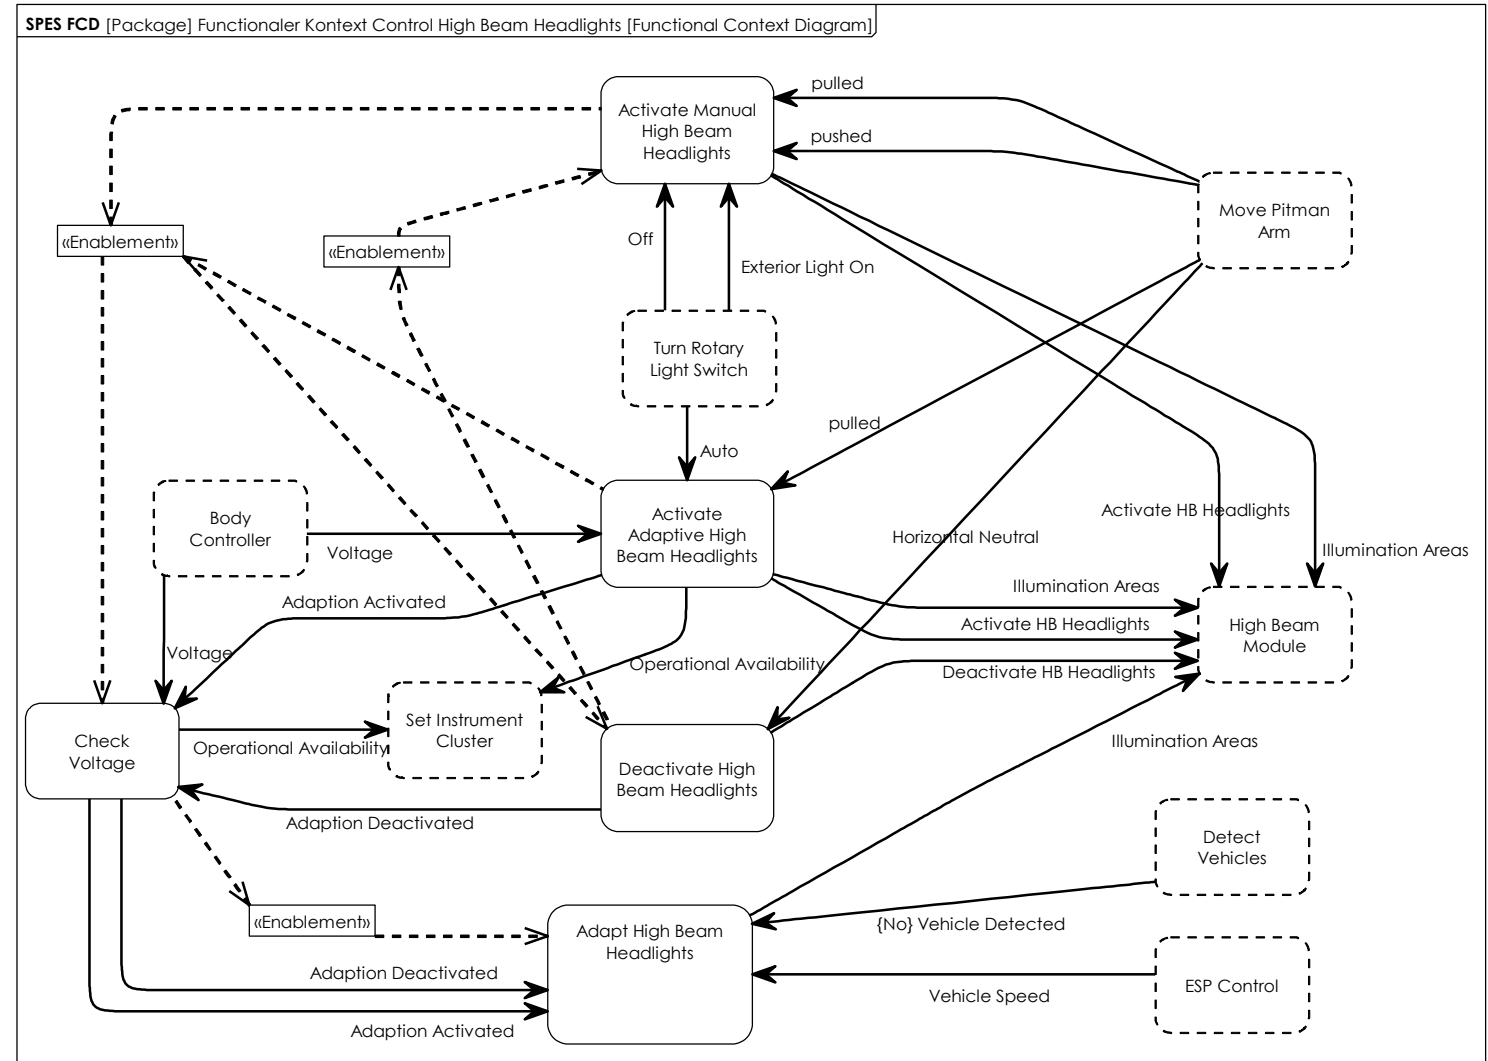 SPES FCD [Package] Functionaler Kontext Control High Beam Headlights [Functional Context Diagram]
pulled
Activate Manual
High Beam
Headlights
pushed
Move Pitman
Arm
«Enablement»
«Enablement»
Off
Exterior Light On
Turn Rotary
Light Switch
pulled
Auto
Body
Controller
Activate
Adaptive High
Beam Headlights
Voltage
Activate HB Headlights
Horizontal Neutral
Illumination Areas
Illumination Areas
Adaption Activated
Activate HB Headlights
High Beam
Module
Voltage
Operational Availability
Deactivate HB Headlights
Set Instrument
Cluster
Check
Voltage
Operational Availability
Illumination Areas
Deactivate High
Beam Headlights
Adaption Deactivated
Detect
Vehicles
«Enablement»
Adapt High Beam
Headlights
{No} Vehicle Detected
Adaption Deactivated
ESP Control
Vehicle Speed
Adaption Activated